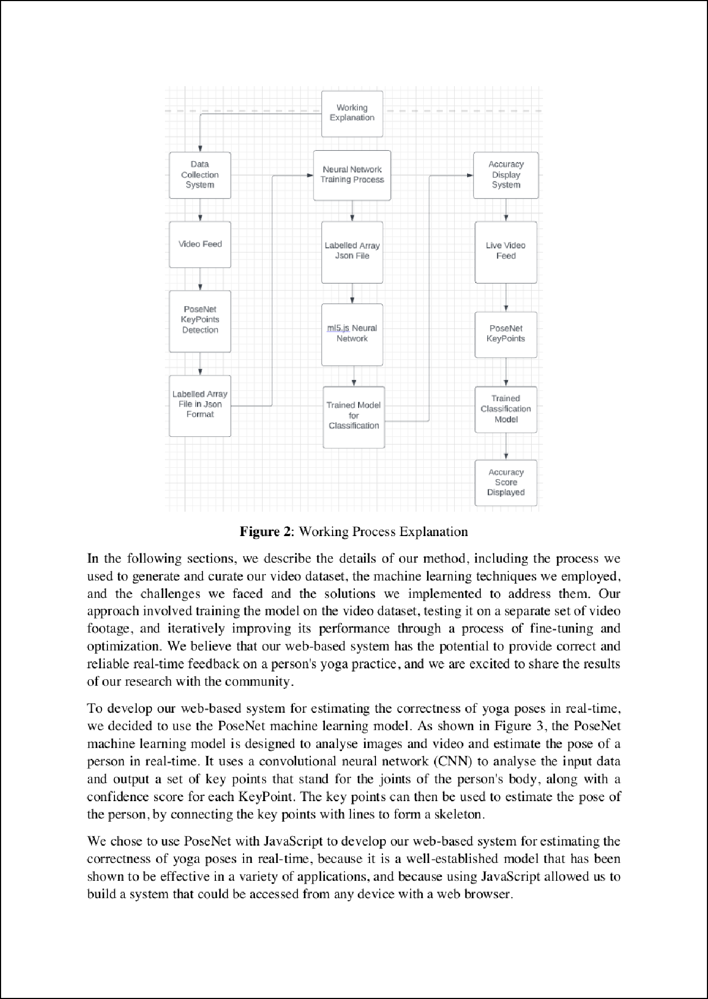 Working
Explanation
Data
Collection
System
Video Feed
PoseNet
KeyPoints
Detection
Labelled Array
File in Json
Format
Neural Network
Training Process
Labelled Array
Json File
ml5.js Neural
Network
Trained Model
for
Classification
Accuracy
Display
System
Live Video
Feed
PoseNet
KeyPoints
Trained
Classification
Model
Accuracy
Score
Displayed
Figure 2: Working Process Explanation
In the following sections, we describe the details of our method, including the process we
used to generate and curate our video dataset, the machine learning techniques we employed,
and the challenges we faced and the solutions we implemented to address them. Our
approach involved training the model on the video dataset, testing it on a separate set of video
footage, and iteratively improving its performance through a process of fine-tuning and
optimization. We believe that our web-based system has the potential to provide correct and
reliable real-time feedback on a person's yoga practice, and we are excited to share the results
of our research with the community.
To develop our web-based system for estimating the correctness of yoga poses in real-time,
we decided to use the PoseNet machine learning model. As shown in Figure 3, the PoseNet
machine learning model is designed to analyse images and video and estimate the pose of a
person in real-time. It uses a convolutional neural network (CNN) to analyse the input data
and output a set of key points that stand for the joints of the person's body, along with a
confidence score for each KeyPoint. The key points can then be used to estimate the pose of
the person, by connecting the key points with lines to form a skeleton.
We chose to use PoseNet with JavaScript to develop our web-based system for estimating the
correctness of yoga poses in real-time, because it is a well-established model that has been
shown to be effective in a variety of applications, and because using JavaScript allowed us to
build a system that could be accessed from any device with a web browser.